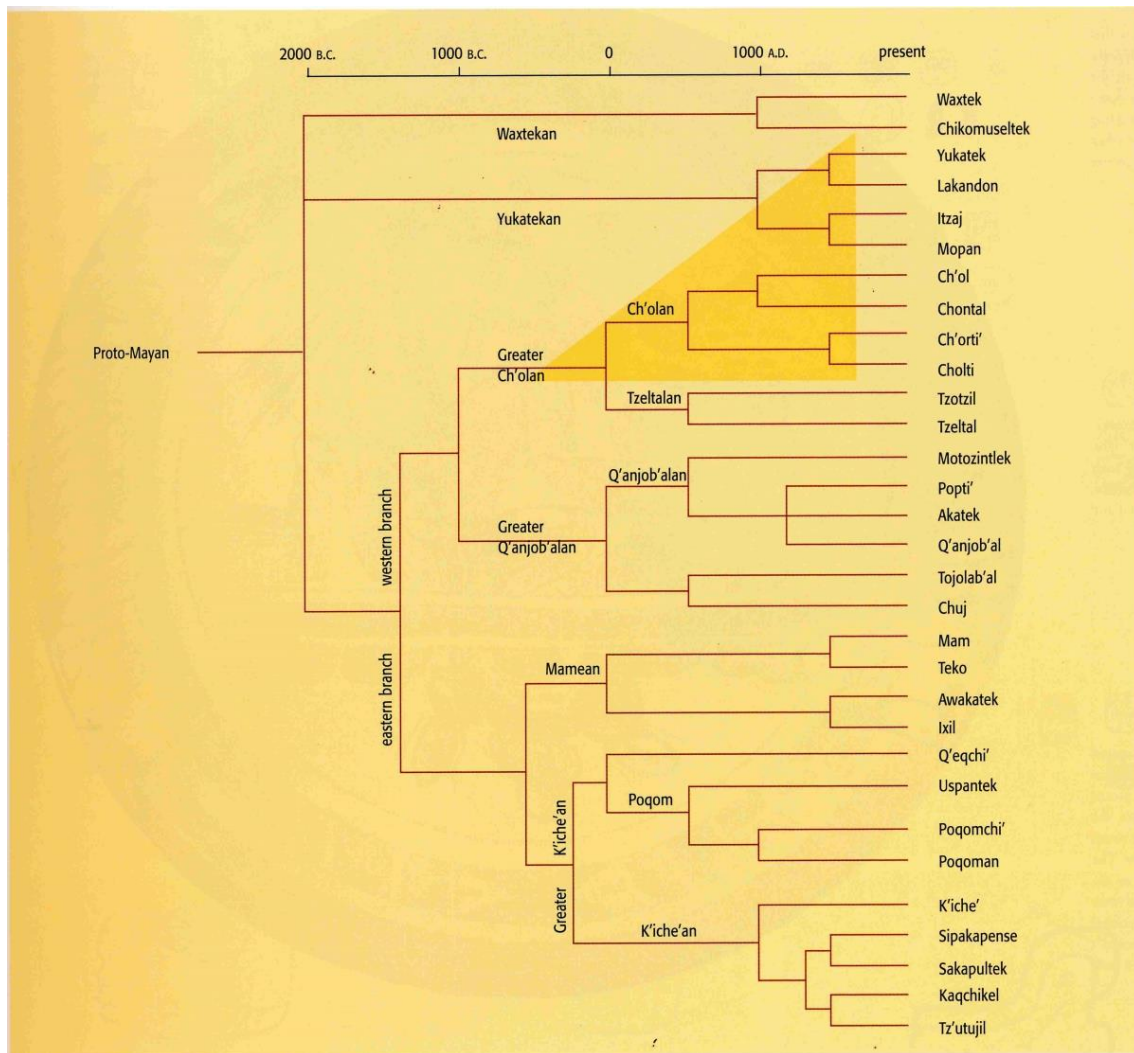 2000 B.C. 1000 B.C. 0 1000 A.D. present
Waxtek
Chikomuseltek
Waxtekan
Yukatek
Lakandon
Itzaj
Yukatekan
Mopan
Ch'ol
Ch'olan
Chontal
Ch'orti'
Proto-Mayan
Greater
Ch'olan
Cholti
Tzeltalan
Tzotzil
Tzeltal
Motozintlek
Q'anjob'alan
Popti'
Akatek
western branch
Greater
Q'anjob'alan
Q'anjob'al
Tojolab'al
Chuj
Mam
Mamean
Teko
eastern branch
Awakatek
Ixil
Q'eqchi'
Uspantek
Poqom
Poqomchi'
Poqoman
Greater K'iche'an
K'iche'
K'iche'an
Sipakapense
Sakapultek
Kaqchikel
Tz'utujil